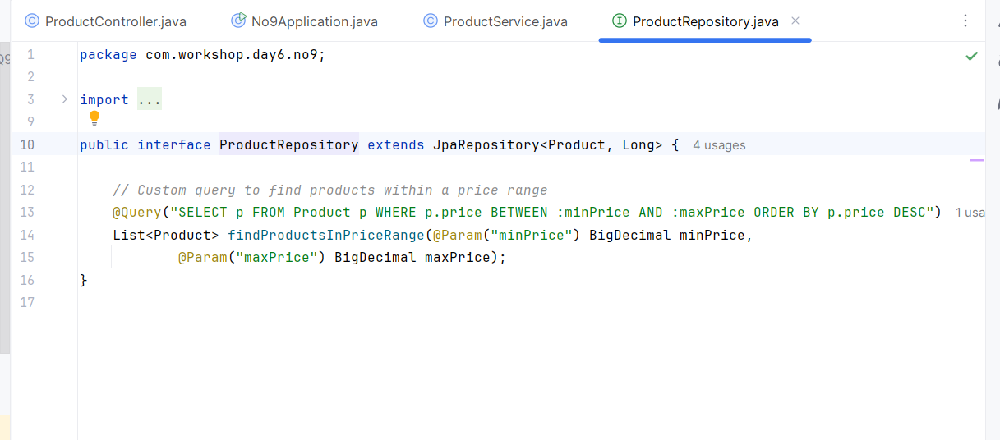 ProductController.java No9Application.java ProductService.java ProductRepository.java
1 package com.workshop.day6.no9;
2
3 import ...
9
10 public interface ProductRepository extends JpaRepository<Product, Long> { 4 usages
11
12 // Custom query to find products within a price range
13 @Query("SELECT p FROM Product p WHERE p.price BETWEEN :minPrice AND :maxPrice ORDER BY p.price DESC") 1 usa
14 List<Product> findProductsInPriceRange(@Param("minPrice") BigDecimal minPrice,
15 @Param("maxPrice") BigDecimal maxPrice);
16 }
17